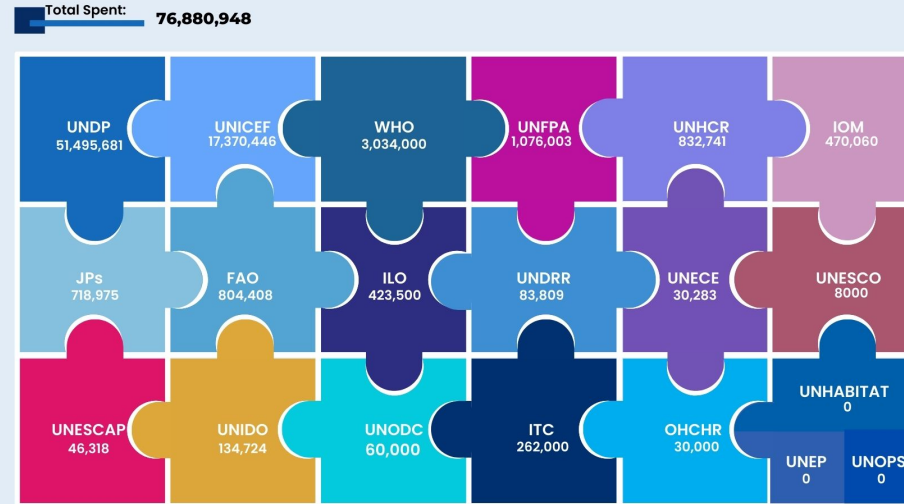 Total Spent:
76,880,948
UNDP
51,495,681
UNICEF
17,370,446
WHO
3,034,000
UNFPA
1,076,003
UNHCR
832,741
IOM
470,060
JPs
718,975
FAO
804,408
ILO
423,500
UNDRR
83,809
UNECE
30,283
UNESCO
8000
UNESCAP
46,318
UNIDO
134,724
UNODC
60,000
ITC
262,000
OHCHR
30,000
UNHABITAT
0
UNEP
0
UNOPS
0